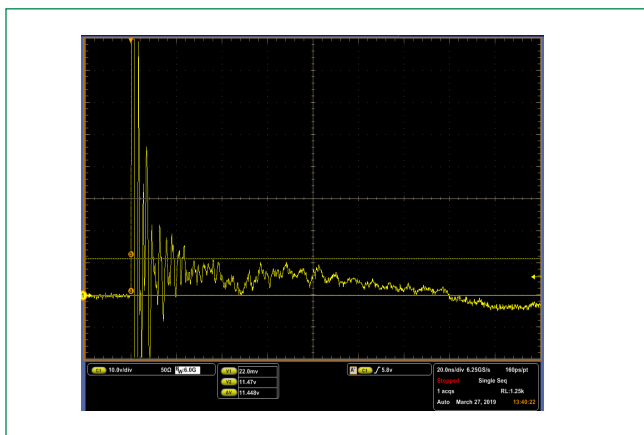 C1 10.0v/div 50Ω BW:6.0G
V1 22.0mv
V2 11.47v
ΔV 11.448v
A' C1 / 5.8v
20.0ns/div 6.25GS/s 160ps/pt
Stopped Single Seq
1 acqs RL:1.25k
Auto March 27, 2019 13:40:22